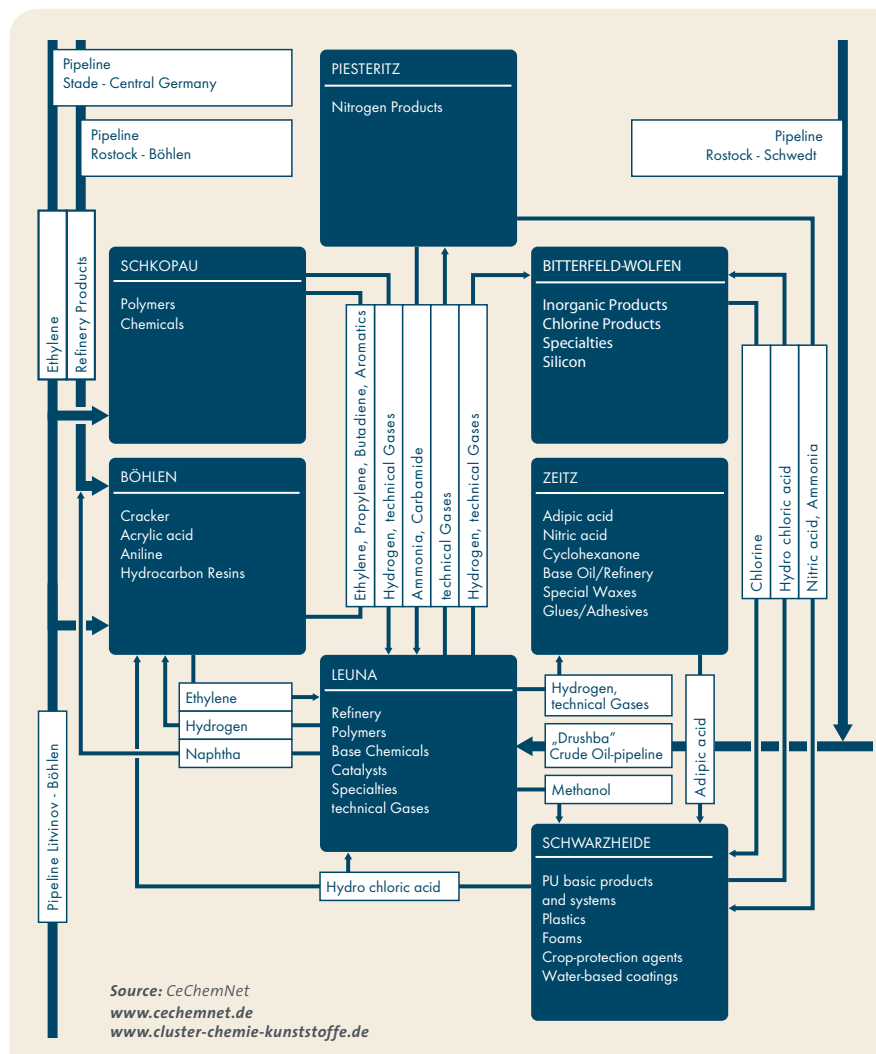 Pipeline
Stade - Central Germany
Pipeline
Rostock - Böhlen
PIESTERITZ
Nitrogen Products
Pipeline
Rostock - Schwedt
Ethylene
Refinery Products
SCHKOPAU
Polymers
Chemicals
BITTERFELD-WOLFEN
Inorganic Products
Chlorine Products
Specialties
Silicon
Ethylene, Propylene, Butadiene, Aromatics
Hydrogen, technical Gases
Ammonia, Carbamide
technical Gases
Hydrogen, technical Gases
Chlorine
Hydro chloric acid
Nitric acid, Ammonia
BÖHLEN
Cracker
Acrylic acid
Aniline
Hydrocarbon Resins
ZEITZ
Adipic acid
Nitric acid
Cyclohexanone
Base Oil/Refinery
Special Waxes
Glues/Adhesives
Ethylene
Hydrogen
Naphtha
LEUNA
Refinery
Polymers
Base Chemicals
Catalysts
Specialties
technical Gases
Hydrogen,
technical Gases
„Drushba“
Crude Oil-pipeline
Methanol
Adipic acid
Pipeline Litvinov - Böhlen
Hydro chloric acid
SCHWARZHEIDE
PU basic products
and systems
Plastics
Foams
Crop-protection agents
Water-based coatings
Source: CeChemNet
www.cechemnet.de
www.cluster-chemie-kunststoffe.de